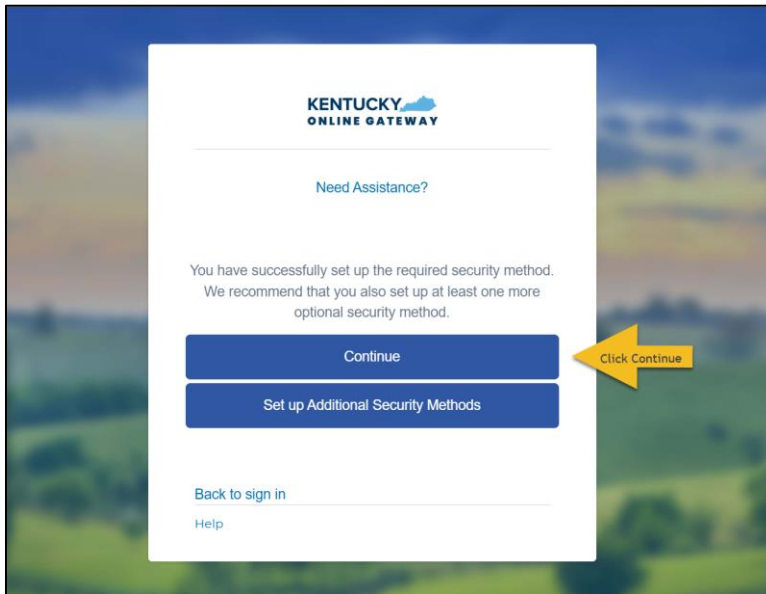 KENTUCKY
ONLINE GATEWAY
Need Assistance?
You have successfully set up the required security method.
We recommend that you also set up at least one more
optional security method.
Continue
Click Continue
Set up Additional Security Methods
Back to sign in
Help